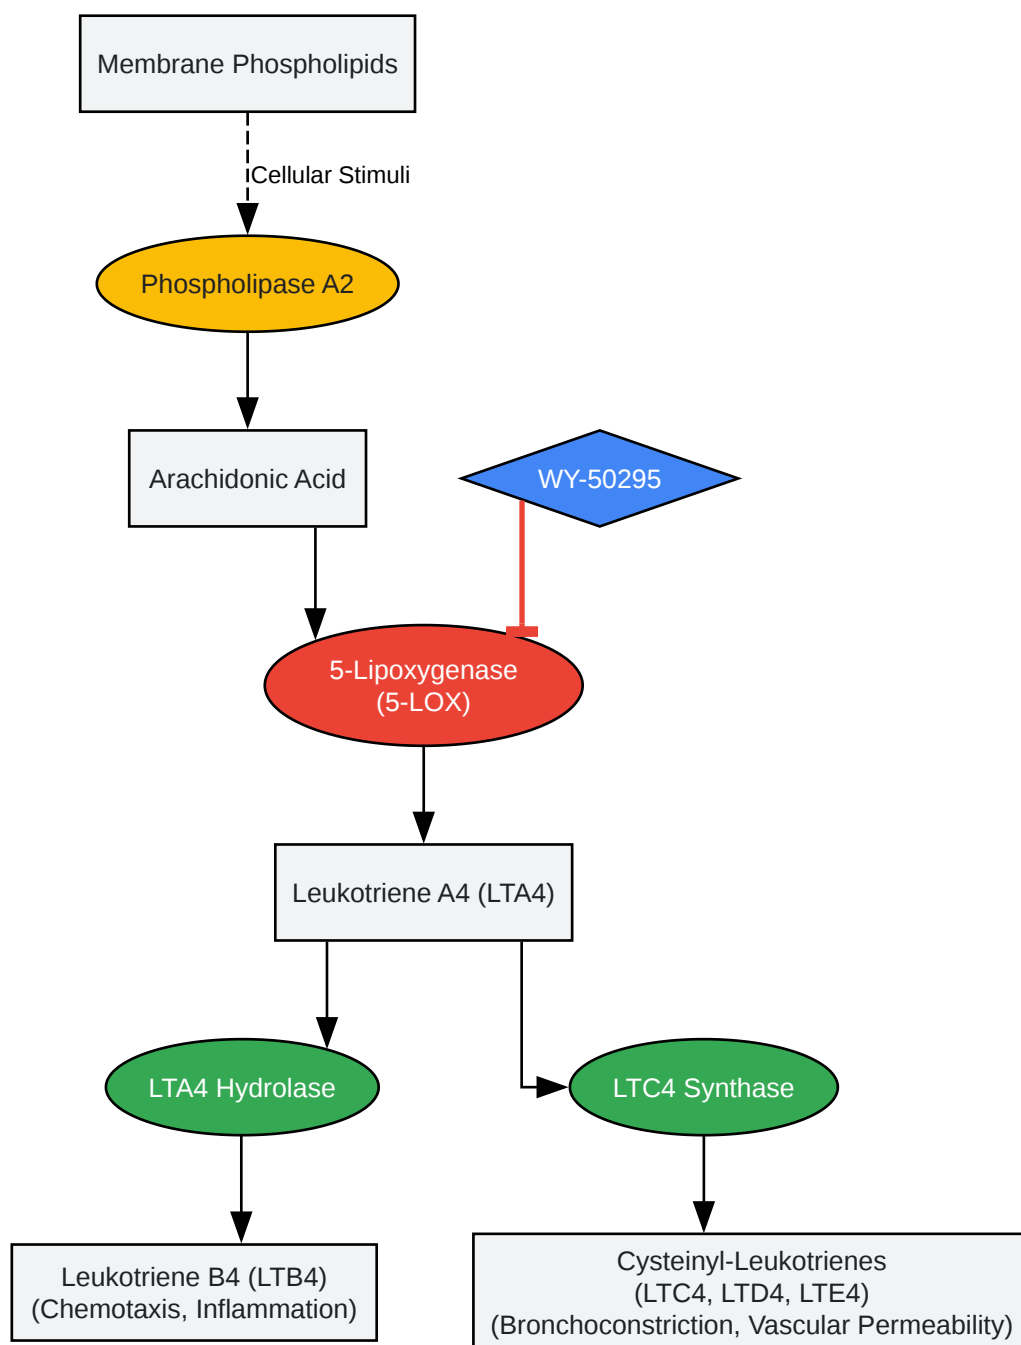 Membrane Phospholipids
Cellular Stimuli
Phospholipase A2
Arachidonic Acid
WY-50295
5-Lipoxygenase
(5-LOX)
Leukotriene A4 (LTA4)
LTA4 Hydrolase
LTC4 Synthase
Leukotriene B4 (LTB4)
(Chemotaxis, Inflammation)
Cysteinyl-Leukotrienes
(LTC4, LTD4, LTE4)
(Bronchoconstriction, Vascular Permeability)